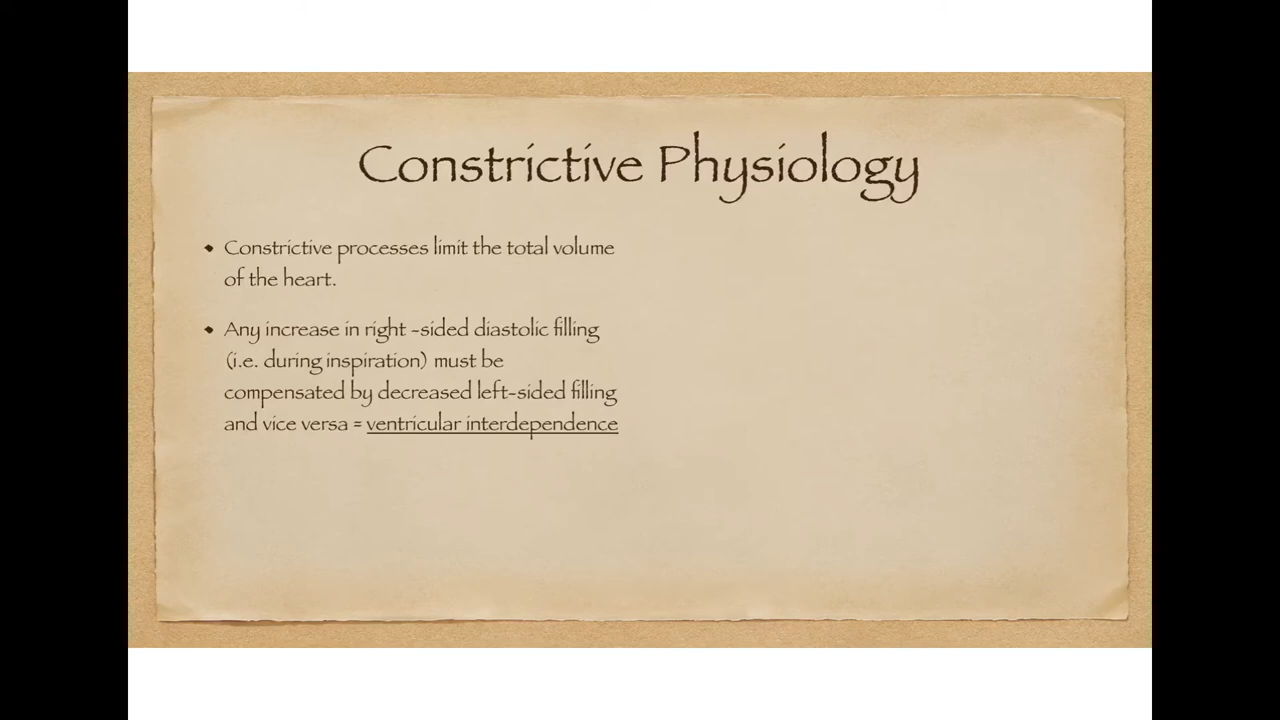 Constrictive Physiology
• Constrictive processes limit the total volume
of the heart.
• Any increase in right -sided diastolic filling
(i.e. during inspiration) must be
compensated by decreased left-sided filling
and vice versa = ventricular interdependence